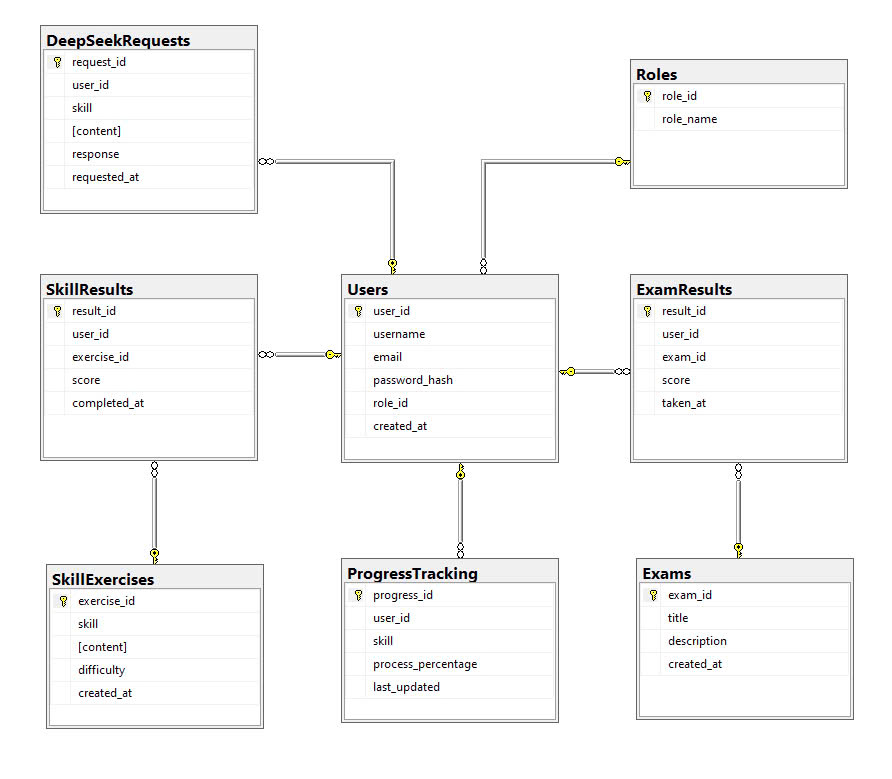 DeepSeekRequests
request_id
user_id
skill
[content]
response
requested_at
Roles
role_id
role_name
SkillResults
result_id
user_id
exercise_id
score
completed_at
Users
user_id
username
email
password_hash
role_id
created_at
ExamResults
result_id
user_id
exam_id
score
taken_at
SkillExercises
exercise_id
skill
[content]
difficulty
created_at
ProgressTracking
progress_id
user_id
skill
process_percentage
last_updated
Exams
exam_id
title
description
created_at